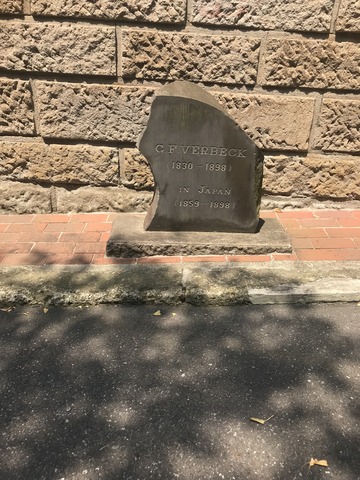 G.F.VERBECK
(1830 — 1898)
IN JAPAN
(1859 — 1898)